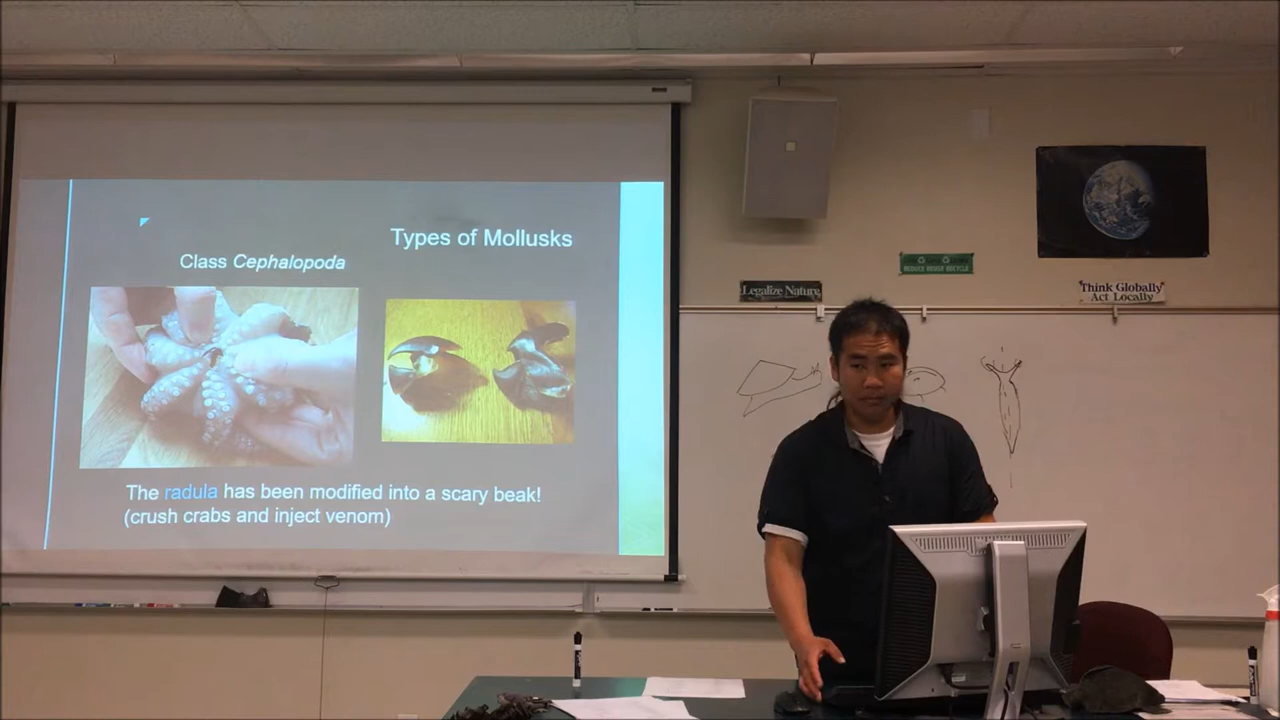 Types of Mollusks
Class Cephalopoda
The radula has been modified into a scary beak!
(crush crabs and inject venom)
Legalize Nature
REDUCE REUSE RECYCLE
Think Globally
Act Locally